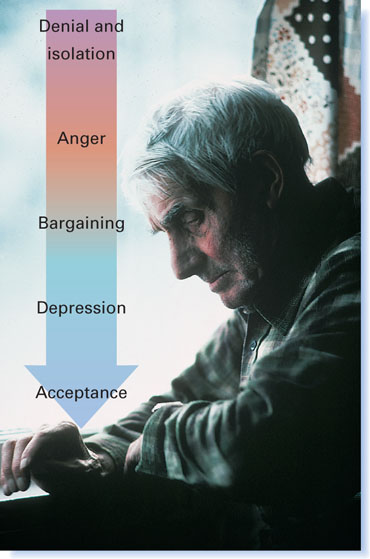 Denial and
isolation
Anger
Bargaining
Depression
Acceptance